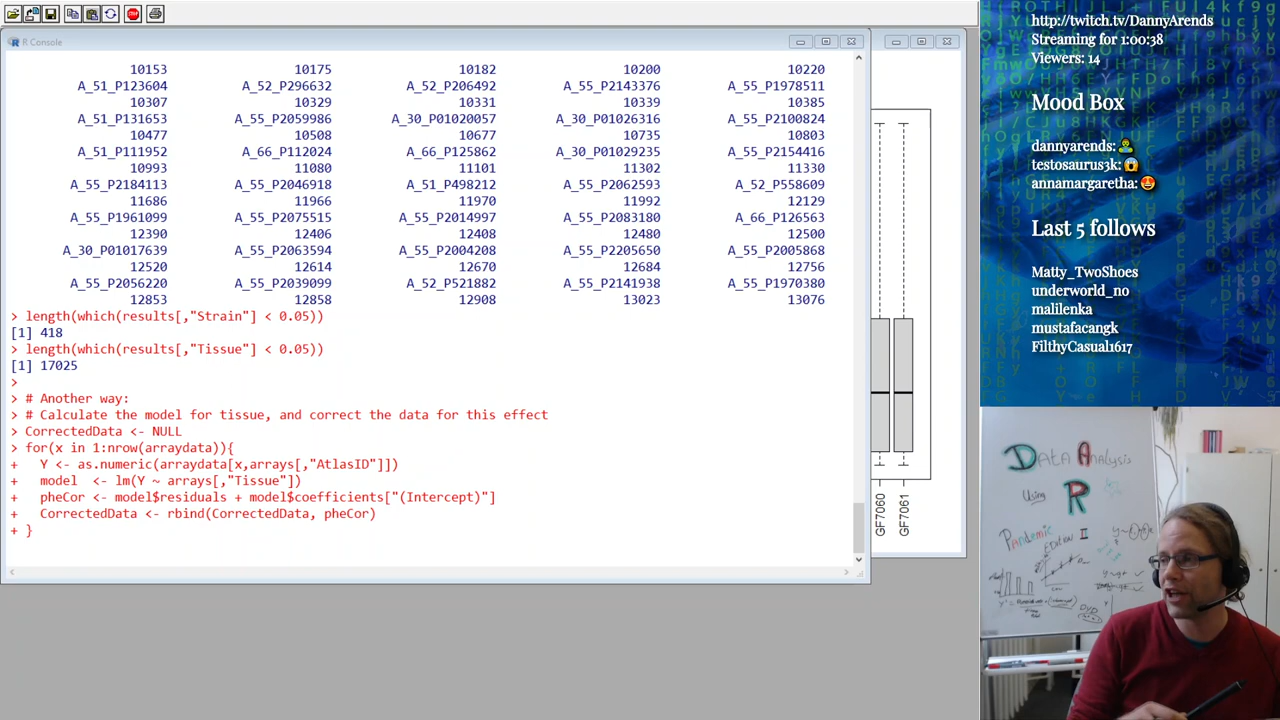 R Console
10153 10175 10182 10200 10220
A_51_P123604 A_52_P296632 A_52_P206492 A_55_P2143376 A_55_P1978511
10307 10329 10331 10339 10385
A_51_P131653 A_55_P2059986 A_30_P01020057 A_30_P01026316 A_55_P2100824
10477 10508 10677 10735 10803
A_51_P111952 A_66_P112024 A_66_P125862 A_30_P01029235 A_55_P2154416
10993 11080 11101 11302 11330
A_55_P2184113 A_55_P2046918 A_51_P498212 A_55_P2062593 A_52_P558609
11686 11966 11970 11992 12129
A_55_P1961099 A_55_P2075515 A_55_P2014997 A_55_P2083180 A_66_P126563
12390 12406 12408 12480 12500
A_30_P01017639 A_55_P2063594 A_55_P2004208 A_55_P2205650 A_55_P2005868
12520 12614 12670 12684 12756
A_55_P2056220 A_55_P2039099 A_52_P521882 A_55_P2141938 A_55_P1970380
12853 12858 12908 13023 13076
> length(which(results[,"Strain"] < 0.05))
[1] 418
> length(which(results[,"Tissue"] < 0.05))
[1] 17025
>
> # Another way:
> # Calculate the model for tissue, and correct the data for this effect
> CorrectedData <- NULL
> for(x in 1:nrow(arraydata)){
+ Y <- as.numeric(arraydata[x,arrays[,"AtlasID"]])
+ model <- lm(Y ~ arrays[,"Tissue"])
+ pheCor <- model$residuals + model$coefficients["(Intercept)"]
+ CorrectedData <- rbind(CorrectedData, pheCor)
+ }
GF7060
GF7061
http://twitch.tv/DannyArends
Streaming for 1:00:38
Viewers: 14
Mood Box
dannyarends:
testosaurus3k:
annamargaretha:
Last 5 follows
Matty_TwoShoes
underworld_no
malilenka
mustafacangk
FilthyCasual1617
Data Analysis
Using
R
Pandemic
Edition II